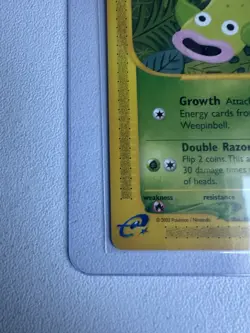 Growth Attac
Energy cards from
Weepinbell.
Double Razor
Flip 2 coins. This a
30 damage times
of heads.
weakness resistance
© 2002 Pokémon / Nintendo